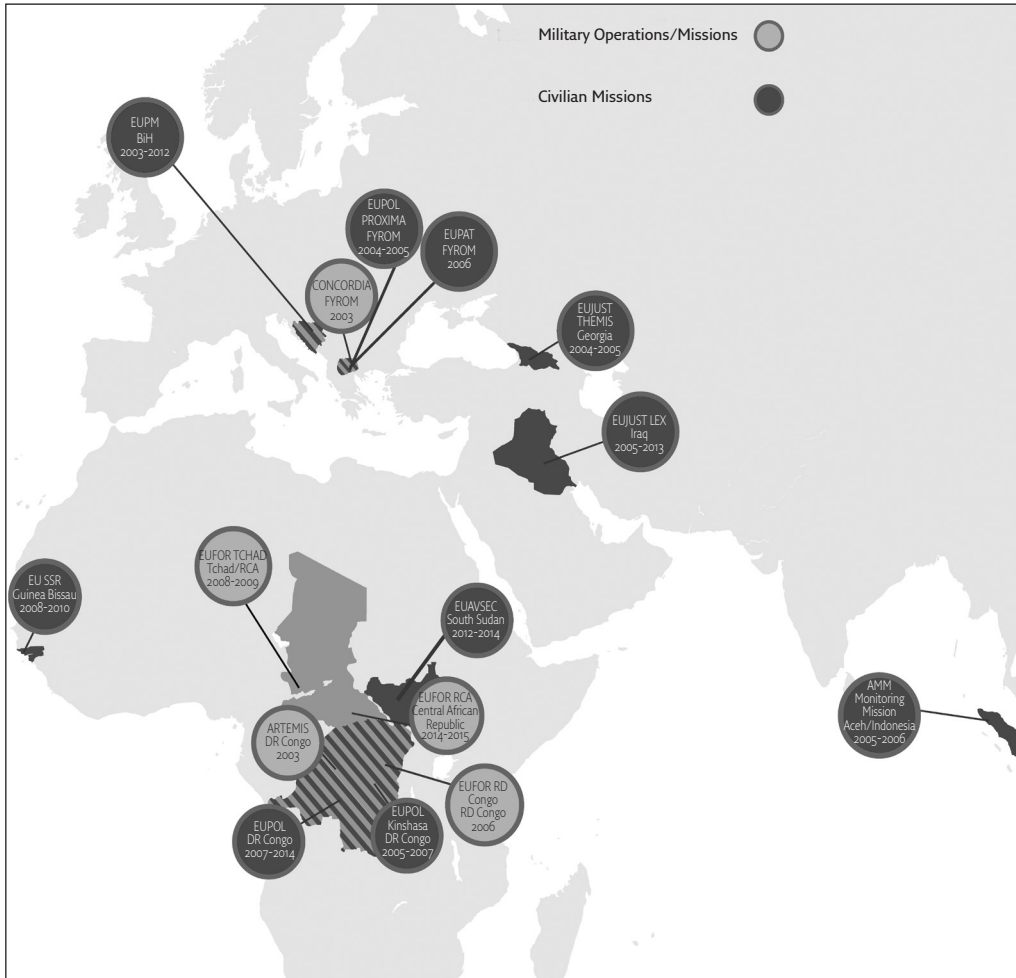 Military Operations/Missions
Civilian Missions
EUPM
BiH
2003-2012
EUPOL
PROXIMA
FYROM
2004-2005
EUPAT
FYROM
2006
CONCORDIA
FYROM
2003
EUJUST
THEMIS
Georgia
2004-2005
EUJUST LEX
Iraq
2005-2013
EUFOR TCHAD
Tchad/RCA
2008-2009
EU SSR
Guinea Bissau
2008-2010
EUAVSEC
South Sudan
2012-2014
EUFOR RCA
Central African
Republic
2014-2015
AMM
Monitoring
Mission
Aceh/Indonesia
2005-2006
ARTEMIS
DR Congo
2003
EUFOR RD
Congo
RD Congo
2006
EUPOL
DR Congo
2007-2014
EUPOL
Kinshasa
DR Congo
2005-2007